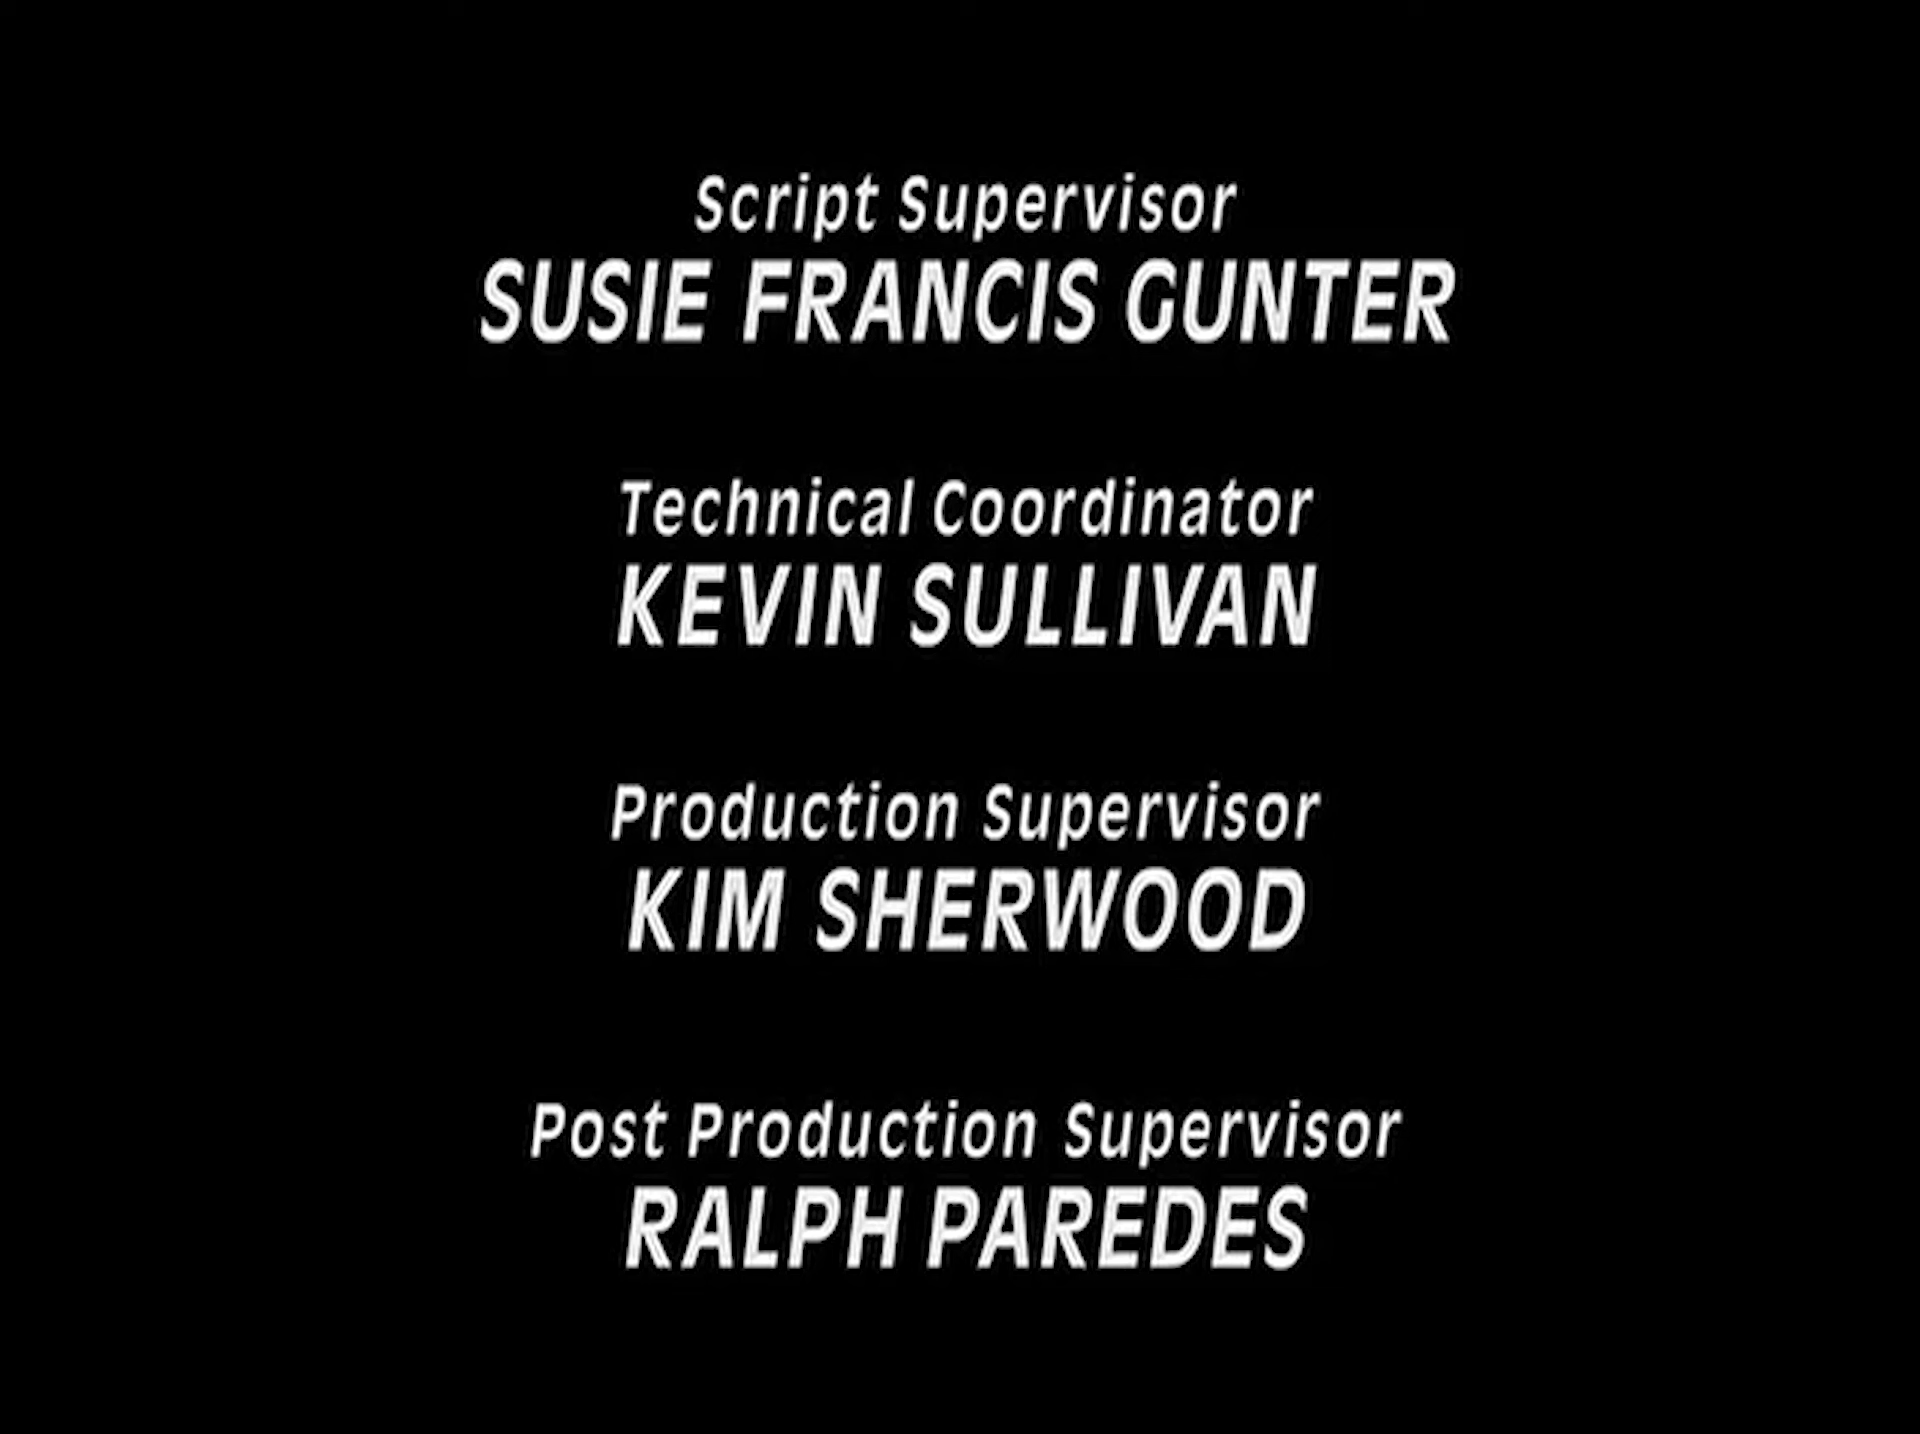 Script Supervisor
SUSIE FRANCIS GUNTER
Technical Coordinator
KEVIN SULLIVAN
Production Supervisor
KIM SHERWOOD
Post Production Supervisor
RALPH PAREDES